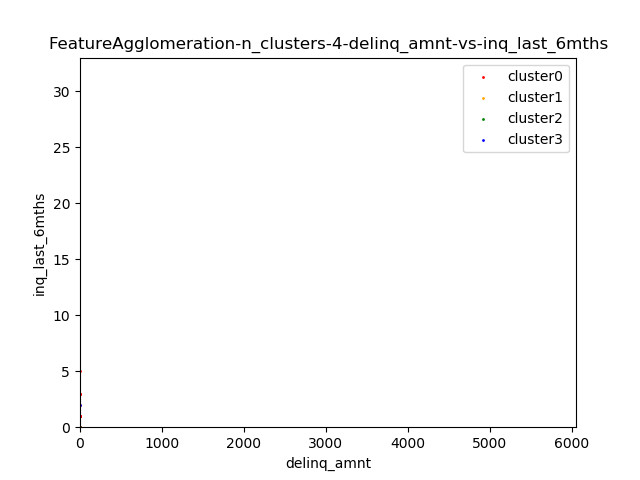 FeatureAgglomeration-n_clusters-4-delinq_amnt-vs-inq_last_6mths
cluster0
cluster1
cluster2
cluster3
30
25
20
15
10
5
0
inq_last_6mths
0 1000 2000 3000 4000 5000 6000
delinq_amnt